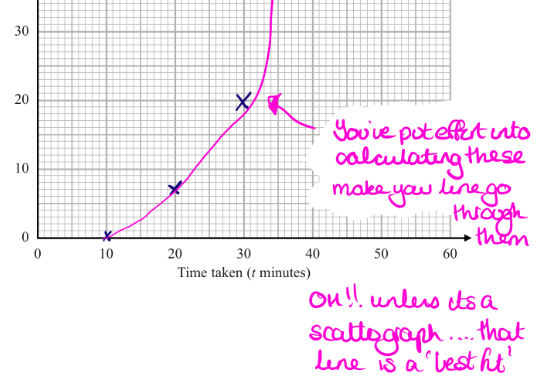 30
20
10
0
0 10 20 30 40 50 60
Time taken (t minutes)
You've put effort into
calculating these
make you line go
through
them
OH!! unless its a
scattograph.... that
line is a 'best fit'